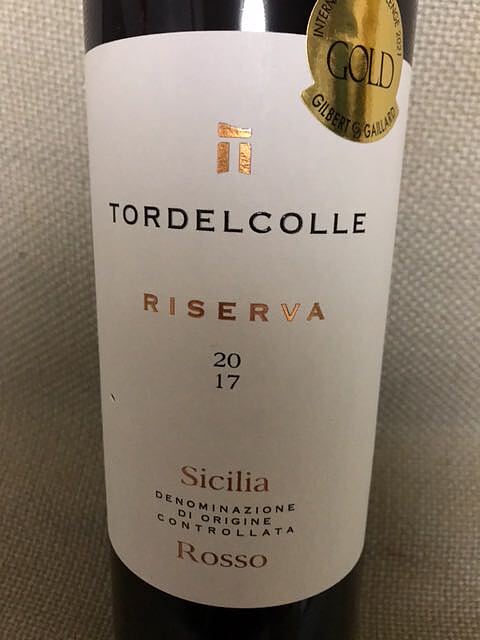 GOLD
GILBERT & GAILLARD
TORDELCOLLE
RISERVA
20
17
Sicilia
DENOMINAZIONE
DI ORIGINE
CONTROLLATA
Rosso